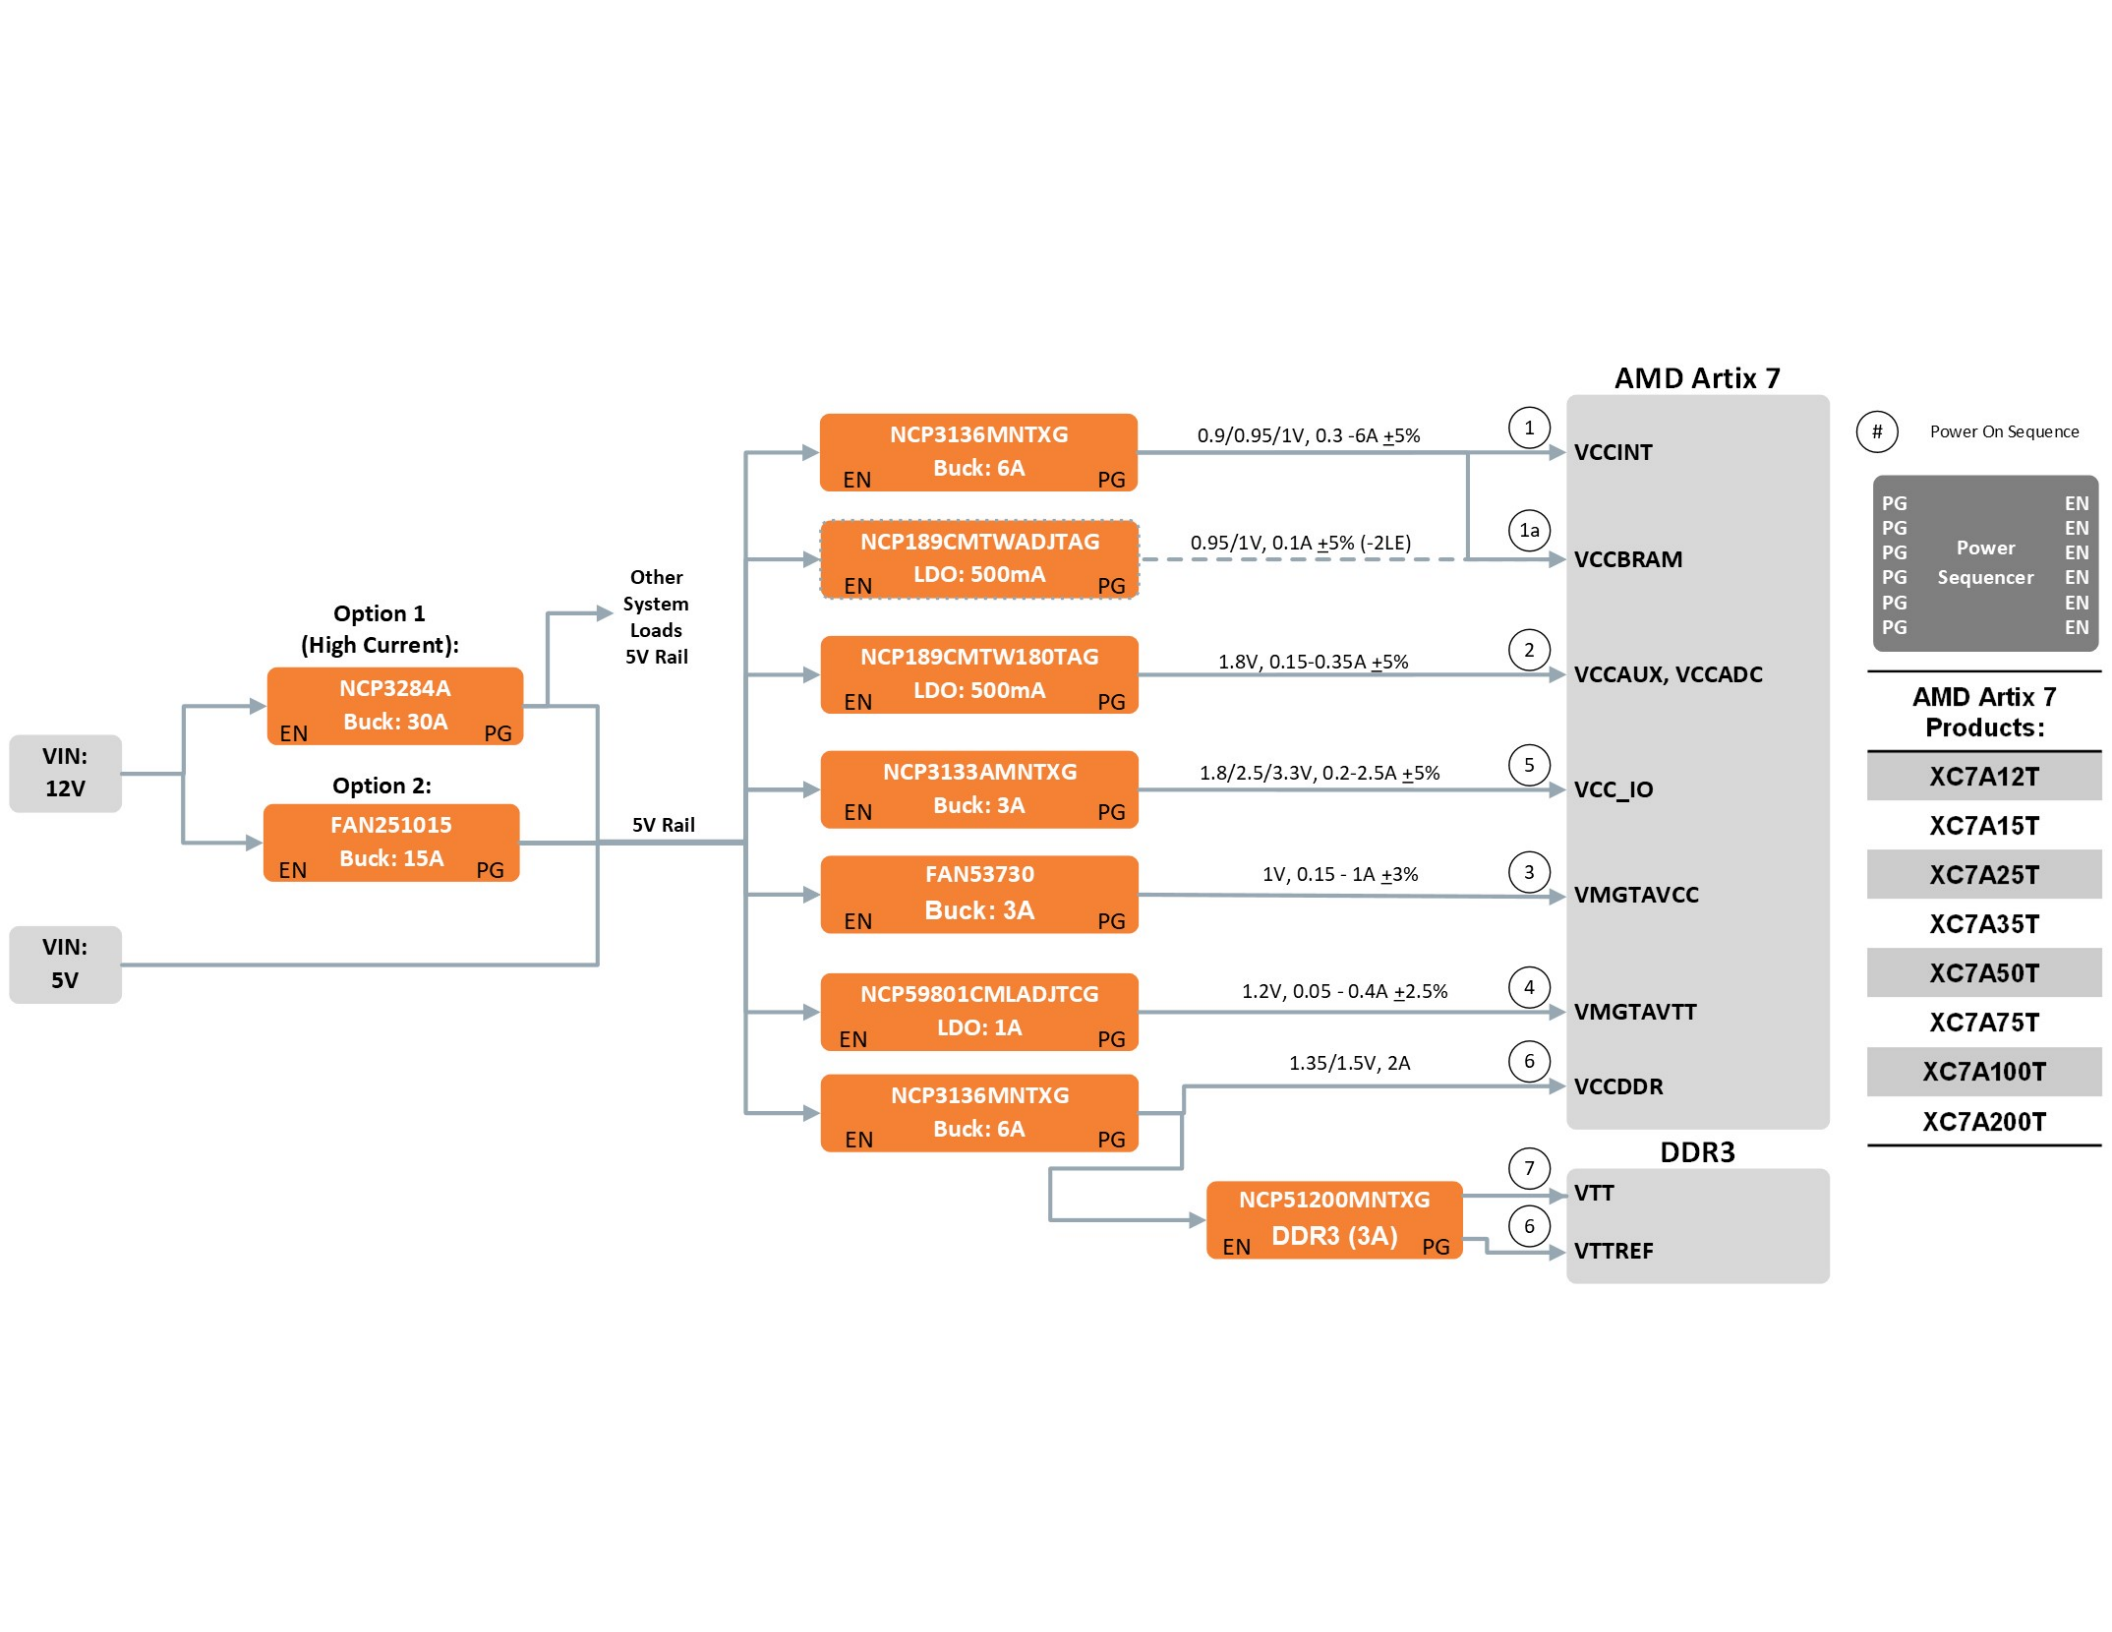 AMD Artix 7
NCP3136MNTXG
Buck: 6A
EN
PG
0.9/0.95/1V, 0.3 -6A ±5%
1
VCCINT
#
Power On Sequence
NCP189CMTWADJTAG
LDO: 500mA
EN
PG
0.95/1V, 0.1A ±5% (-2LE)
1a
VCCBRAM
PG
PG
PG
PG
PG
PG
Power
Sequencer
EN
EN
EN
EN
EN
EN
Other
System
Loads
5V Rail
Option 1
(High Current):
NCP3284A
Buck: 30A
EN
PG
NCP189CMTW180TAG
LDO: 500mA
EN
PG
1.8V, 0.15-0.35A ±5%
2
VCCAUX, VCCADC
VIN:
12V
Option 2:
FAN251015
Buck: 15A
EN
PG
5V Rail
NCP3133AMNTXG
Buck: 3A
EN
PG
1.8/2.5/3.3V, 0.2-2.5A ±5%
5
VCC_IO
FAN53730
Buck: 3A
EN
PG
1V, 0.15 - 1A ±3%
3
VMGTAVCC
VIN:
5V
NCP59801CMLADJTCG
LDO: 1A
EN
PG
1.2V, 0.05 - 0.4A ±2.5%
4
VMGTAVTT
NCP3136MNTXG
Buck: 6A
EN
PG
1.35/1.5V, 2A
6
VCCDDR
DDR3
NCP51200MNTXG
DDR3 (3A)
EN
PG
7
VTT
6
VTTREF
AMD Artix 7
Products:
XC7A12T
XC7A15T
XC7A25T
XC7A35T
XC7A50T
XC7A75T
XC7A100T
XC7A200T